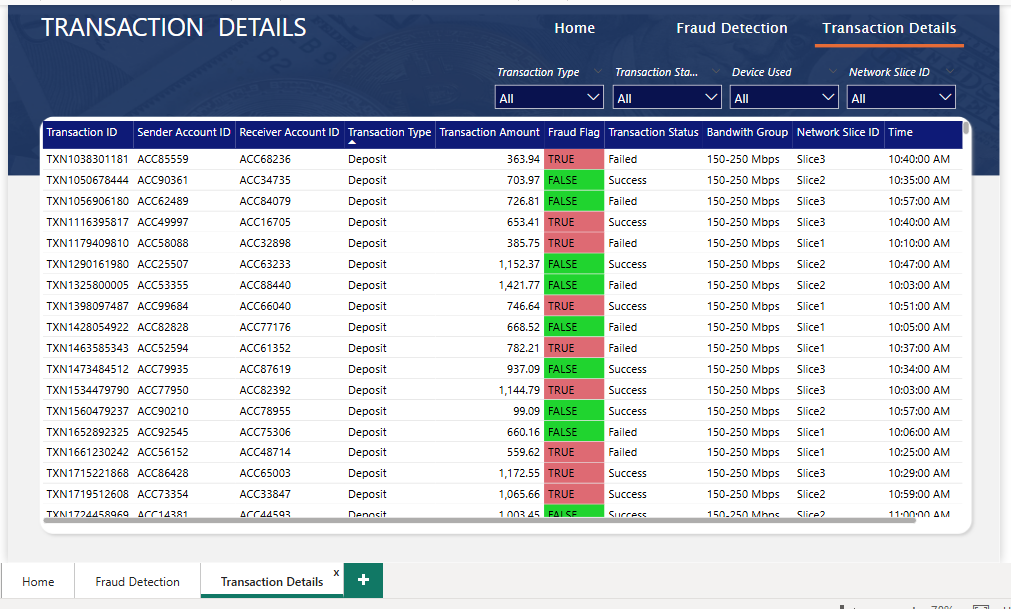 TRANSACTION DETAILS
Home Fraud Detection Transaction Details
Transaction Type Transaction Sta... Device Used Network Slice ID
All All All All
Transaction ID Sender Account ID Receiver Account ID Transaction Type Transaction Amount Fraud Flag Transaction Status Bandwith Group Network Slice ID Time
TXN1038301181 ACC85559 ACC68236 Deposit 363.94 TRUE Failed 150-250 Mbps Slice3 10:40:00 AM
TXN1050678444 ACC90361 ACC34735 Deposit 703.97 FALSE Success 150-250 Mbps Slice2 10:35:00 AM
TXN1056906180 ACC62489 ACC84079 Deposit 726.81 FALSE Failed 150-250 Mbps Slice3 10:57:00 AM
TXN1116395817 ACC49997 ACC16705 Deposit 653.41 TRUE Success 150-250 Mbps Slice3 10:40:00 AM
TXN1179409810 ACC58088 ACC32898 Deposit 385.75 TRUE Failed 150-250 Mbps Slice1 10:10:00 AM
TXN1290161980 ACC25507 ACC63233 Deposit 1,152.37 FALSE Success 150-250 Mbps Slice2 10:47:00 AM
TXN1325800005 ACC53355 ACC88440 Deposit 1,421.77 FALSE Failed 150-250 Mbps Slice2 10:03:00 AM
TXN1398097487 ACC99684 ACC66040 Deposit 746.64 TRUE Success 150-250 Mbps Slice1 10:51:00 AM
TXN1428054922 ACC82828 ACC77176 Deposit 668.52 FALSE Failed 150-250 Mbps Slice1 10:05:00 AM
TXN1463585343 ACC52594 ACC61352 Deposit 782.21 TRUE Failed 150-250 Mbps Slice1 10:37:00 AM
TXN1473484512 ACC79935 ACC87619 Deposit 937.09 FALSE Success 150-250 Mbps Slice3 10:34:00 AM
TXN1534479790 ACC77950 ACC82392 Deposit 1,144.79 TRUE Success 150-250 Mbps Slice3 10:03:00 AM
TXN1560479237 ACC90210 ACC78955 Deposit 99.09 FALSE Success 150-250 Mbps Slice2 10:57:00 AM
TXN1652892325 ACC92545 ACC75306 Deposit 660.16 FALSE Failed 150-250 Mbps Slice1 10:06:00 AM
TXN1661230242 ACC56152 ACC48714 Deposit 559.62 TRUE Failed 150-250 Mbps Slice1 10:25:00 AM
TXN1715221868 ACC86428 ACC65003 Deposit 1,172.55 TRUE Success 150-250 Mbps Slice3 10:29:00 AM
TXN1719512608 ACC73354 ACC33847 Deposit 1,065.66 TRUE Success 150-250 Mbps Slice2 10:59:00 AM
TXN1724458969 ACC14381 ACC44593 Deposit 1,003.45 FALSE Success 150-250 Mbps Slice2 11:00:00 AM
Home Fraud Detection Transaction Details x +